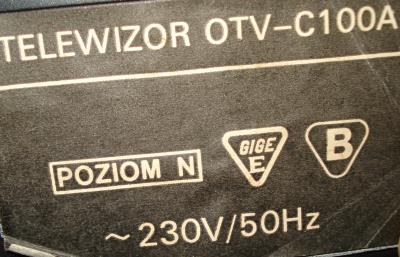 TELEWIZOR OTV-C100A
POZIOM N GIGE E B
~230V/50Hz